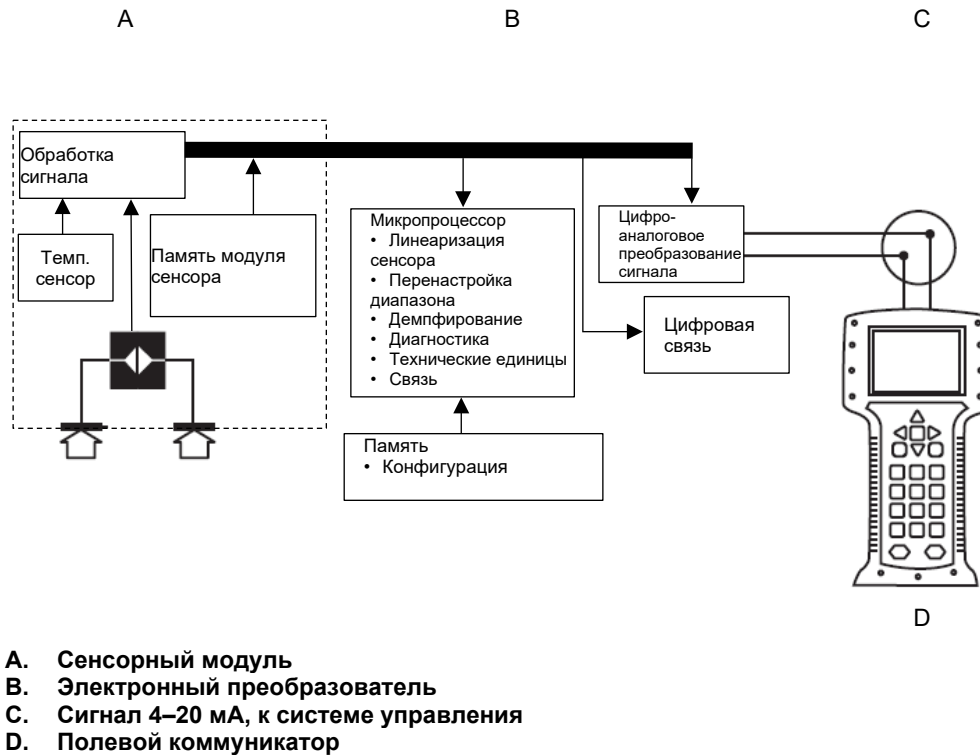 A
B
C
Обработка
сигнала
Темп.
сенсор
Память модуля
сенсора
Микропроцессор
• Линеаризация
сенсора
• Перенастройка
диапазона
• Демпфирование
• Диагностика
• Технические единицы
• Связь
Память
• Конфигурация
Цифро-
аналоговое
преобразование
сигнала
Цифровая
связь
D
A. Сенсорный модуль
B. Электронный преобразователь
C. Сигнал 4–20 мА, к системе управления
D. Полевой коммуникатор